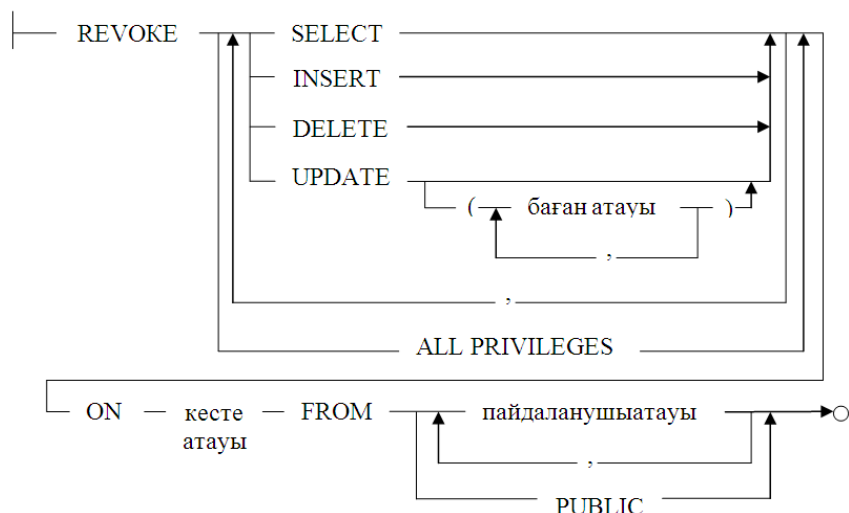 REVOKE SELECT
INSERT
DELETE
UPDATE
( баған атауы )
,
,
ALL PRIVILEGES
ON кесте атауы FROM пайдаланушыатауы
,
PUBLIC